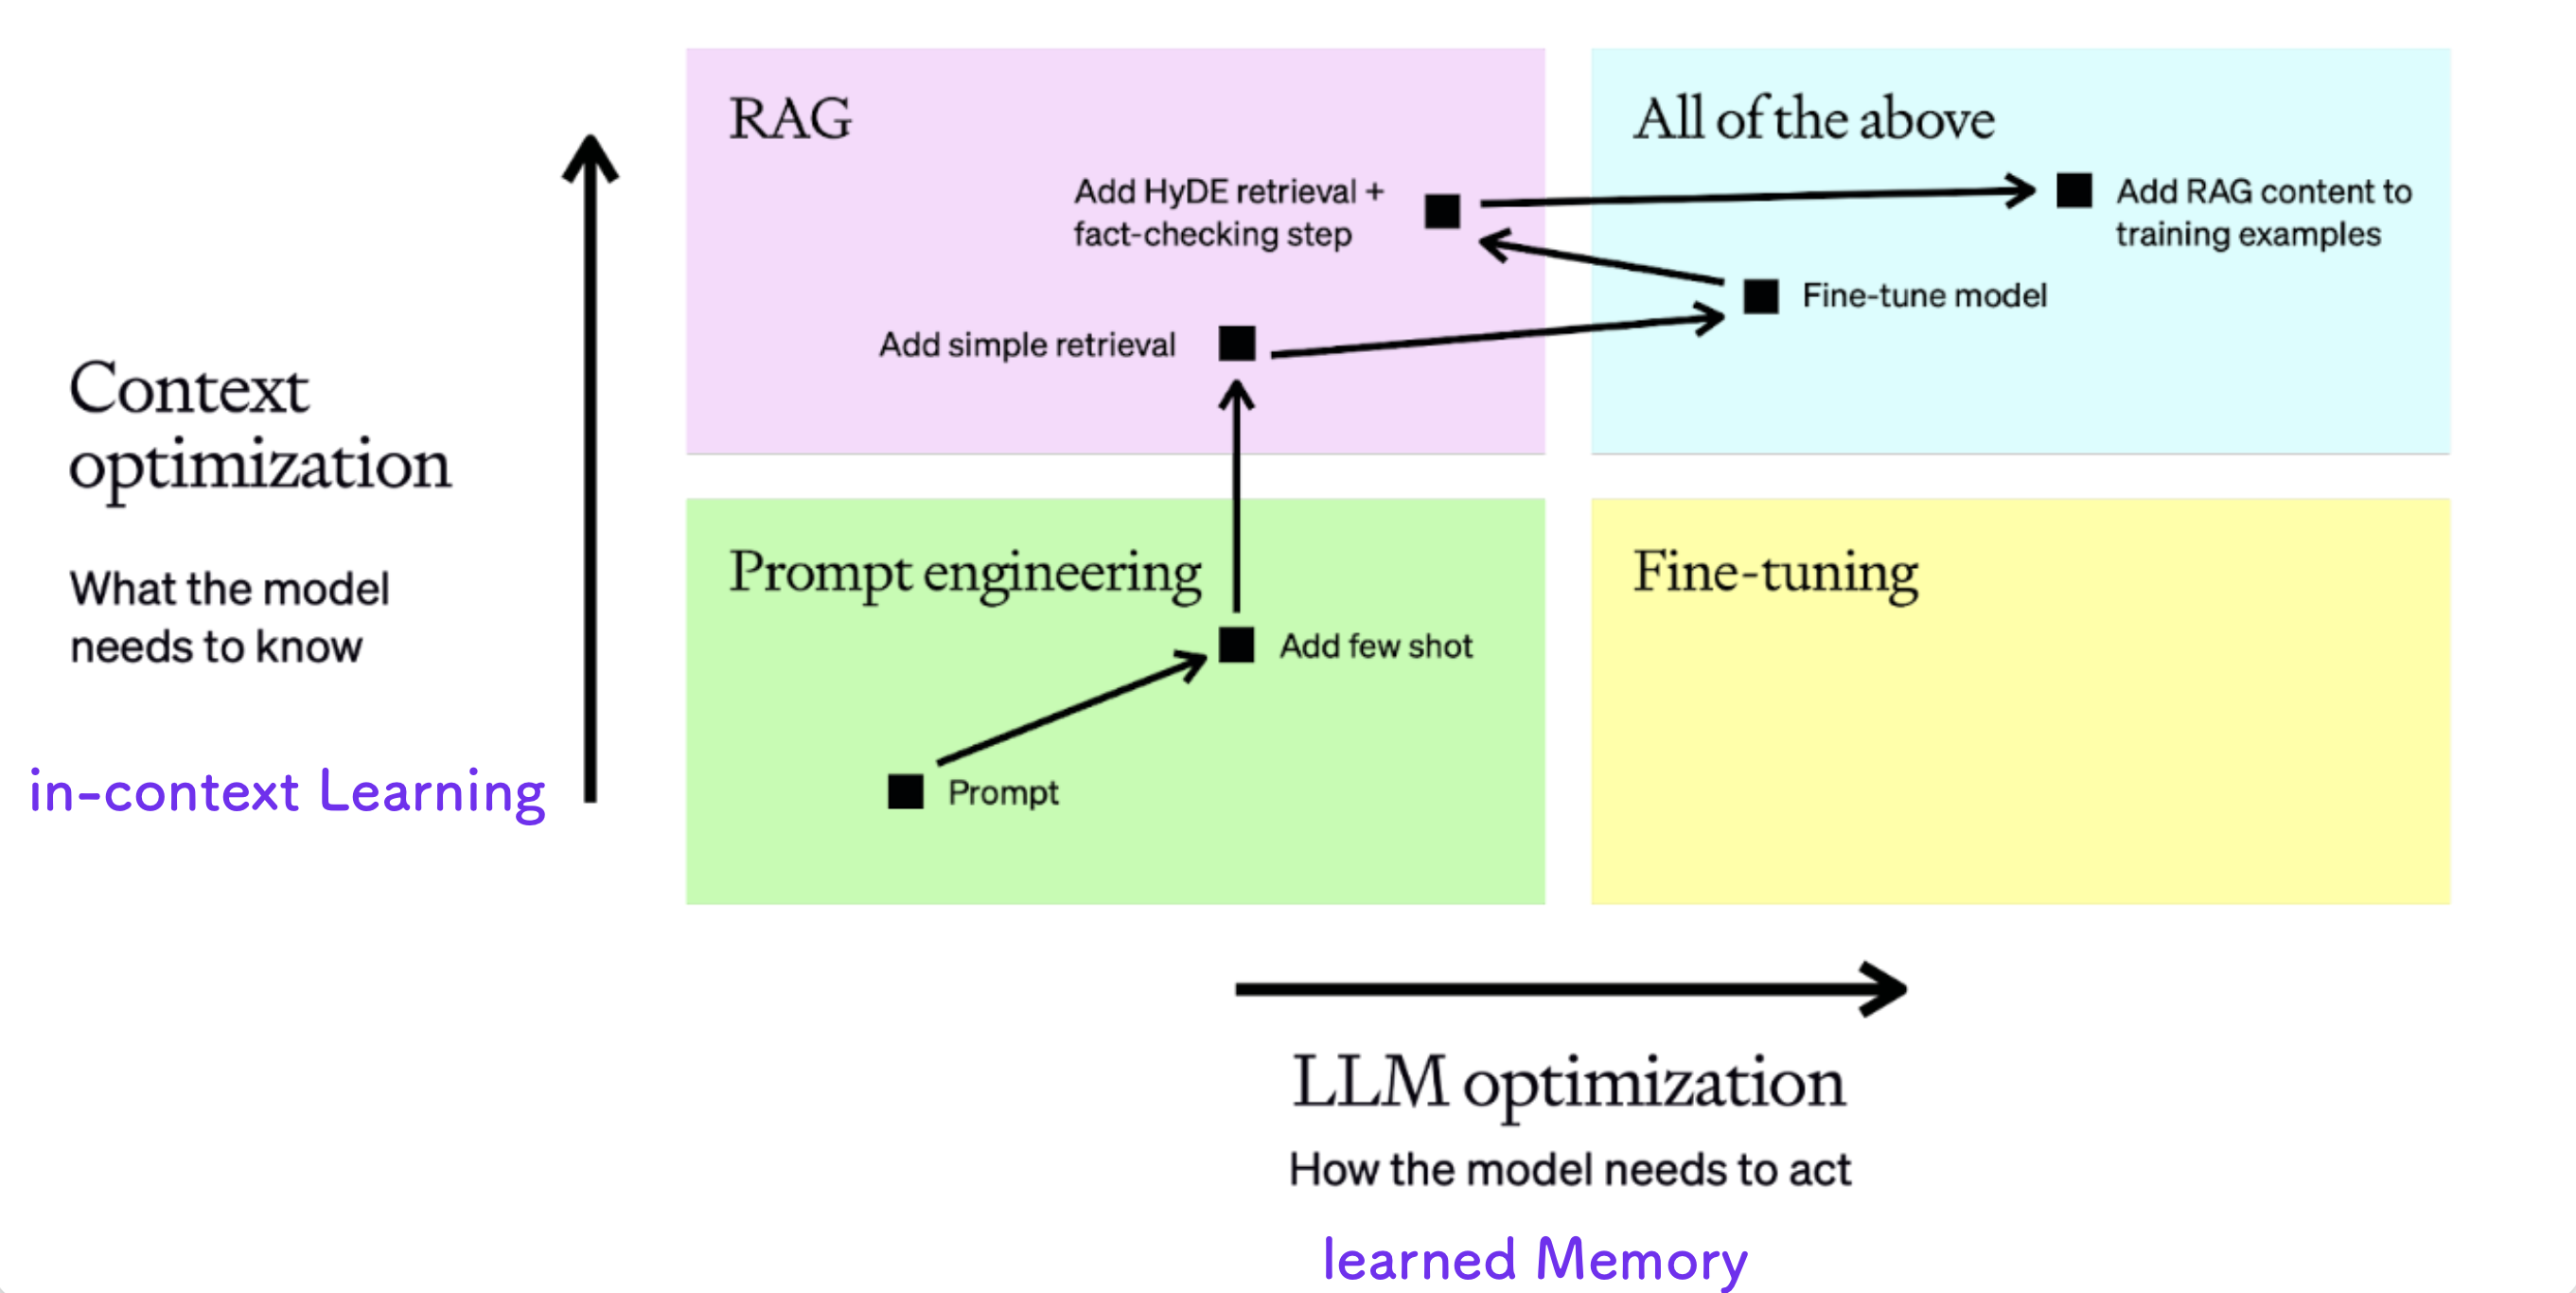 RAG
Add HyDE retrieval +
fact-checking step
Add simple retrieval
All of the above
Add RAG content to
training examples
Fine-tune model
Context
optimization
What the model
needs to know
in-context Learning
Prompt engineering
Add few shot
Prompt
Fine-tuning
LLM optimization
How the model needs to act
learned Memory